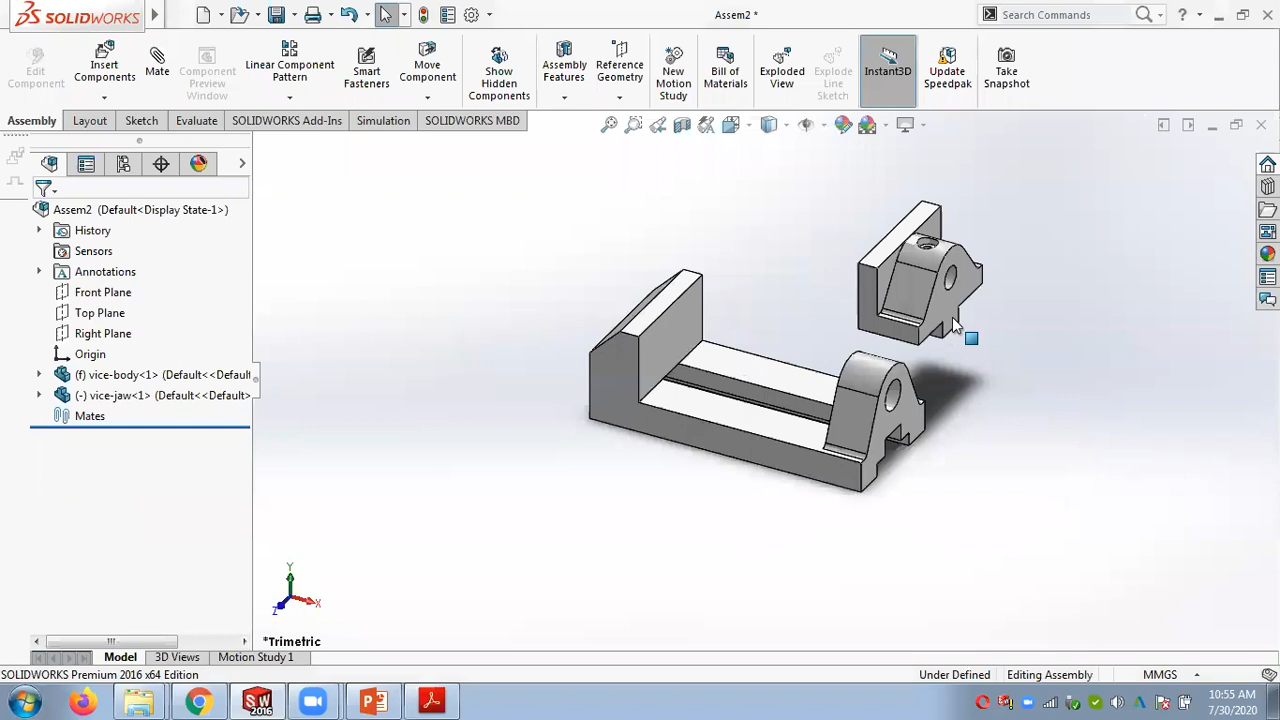 SOLIDWORKS
Assem2 *
Search Commands
Edit Component
Insert Components
Mate
Component Preview Window
Linear Component Pattern
Smart Fasteners
Move Component
Show Hidden Components
Assembly Features
Reference Geometry
New Motion Study
Bill of Materials
Exploded View
Explode Line Sketch
Instant3D
Update Speedpak
Take Snapshot
Assembly
Layout
Sketch
Evaluate
SOLIDWORKS Add-Ins
Simulation
SOLIDWORKS MBD
Assem2 (Default<Display State-1>)
History
Sensors
Annotations
Front Plane
Top Plane
Right Plane
Origin
(f) vice-body<1> (Default<<Defaul
(-) vice-jaw<1> (Default<<Default>
Mates
Y
X
Z
*Trimetric
Model
3D Views
Motion Study 1
SOLIDWORKS Premium 2016 x64 Edition
Under Defined
Editing Assembly
MMGS
SW
2016
10:55 AM
7/30/2020